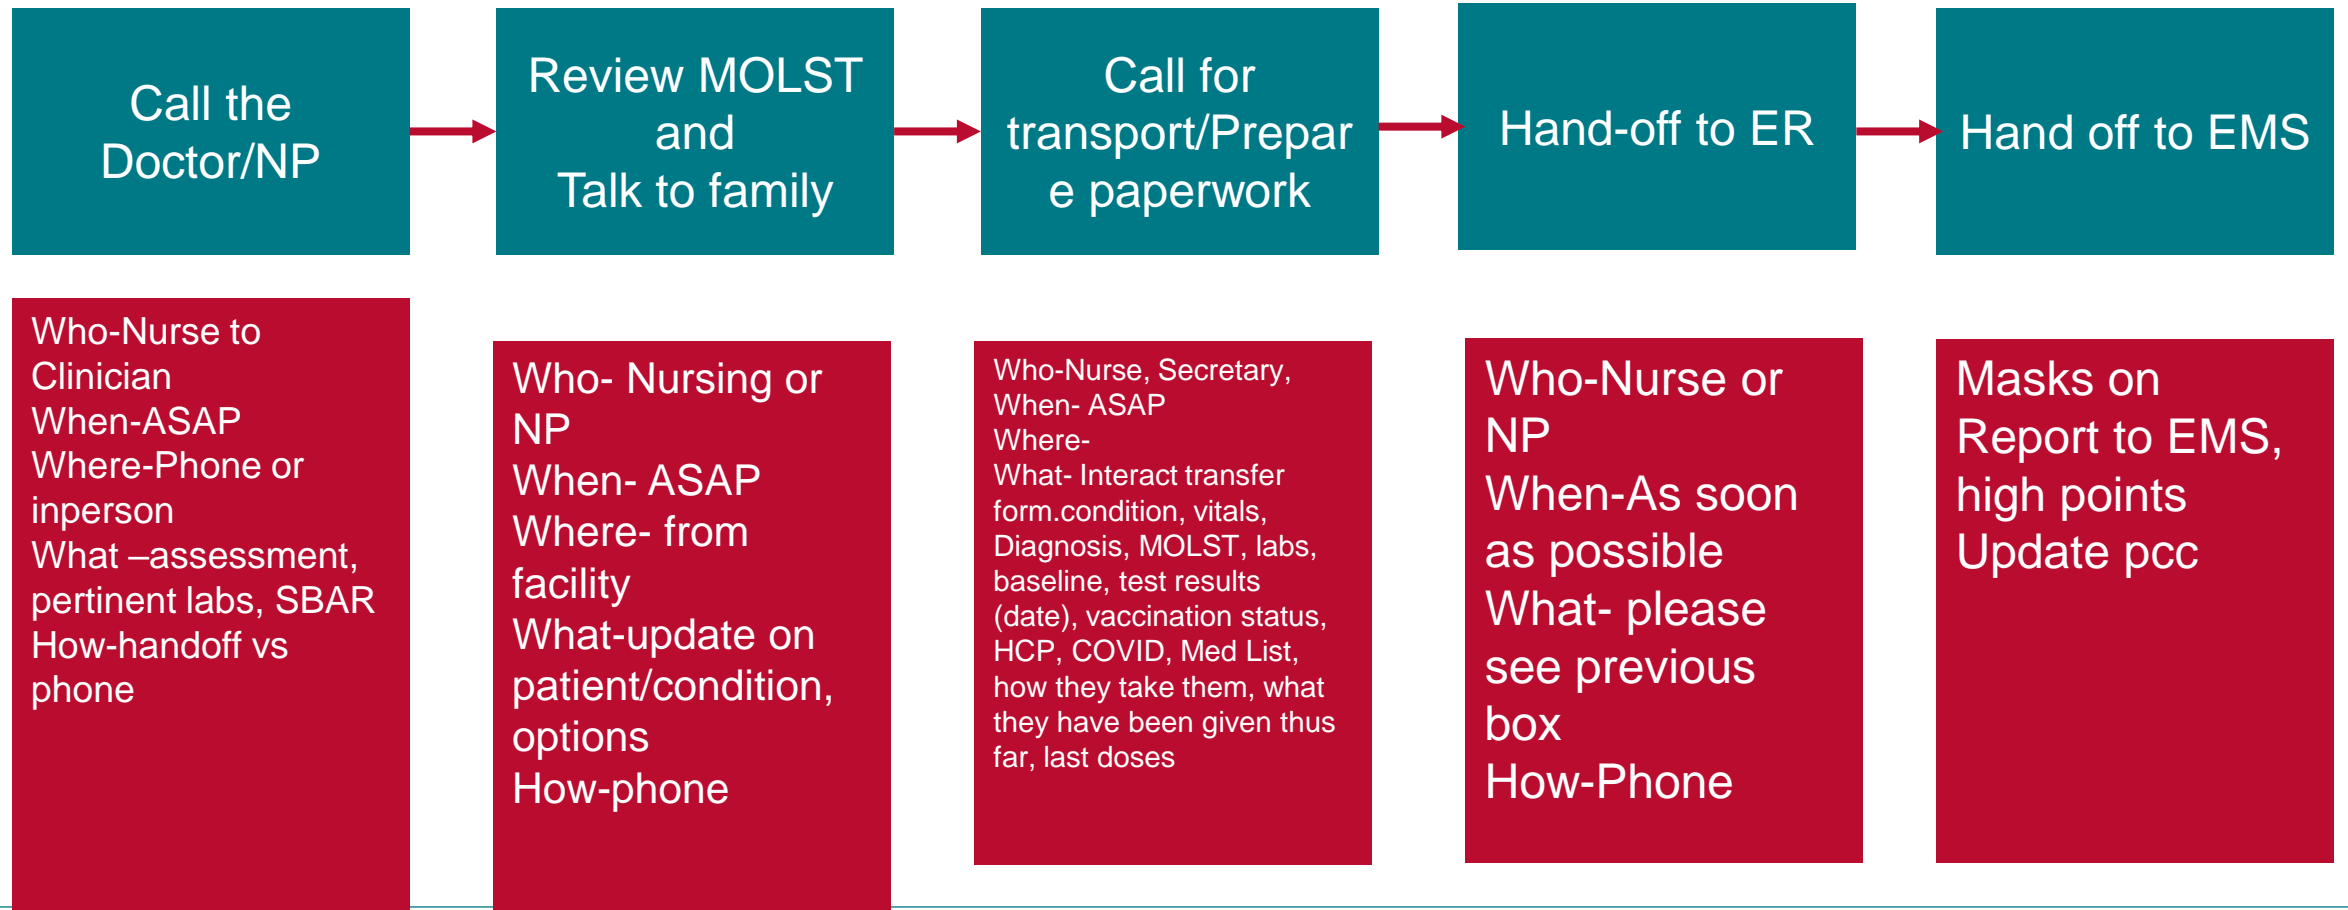 Call the
Doctor/NP
Review MOLST
and
Talk to family
Call for
transport/Prepar
e paperwork
Hand-off to ER
Hand off to EMS
Who-Nurse to
Clinician
When-ASAP
Where-Phone or
inperson
What –assessment,
pertinent labs, SBAR
How-handoff vs
phone
Who- Nursing or
NP
When- ASAP
Where- from
facility
What-update on
patient/condition,
options
How-phone
Who-Nurse, Secretary,
When- ASAP
Where-
What- Interact transfer
form.condition, vitals,
Diagnosis, MOLST, labs,
baseline, test results
(date), vaccination status,
HCP, COVID, Med List,
how they take them, what
they have been given thus
far, last doses
Who-Nurse or
NP
When-As soon
as possible
What- please
see previous
box
How-Phone
Masks on
Report to EMS,
high points
Update pcc